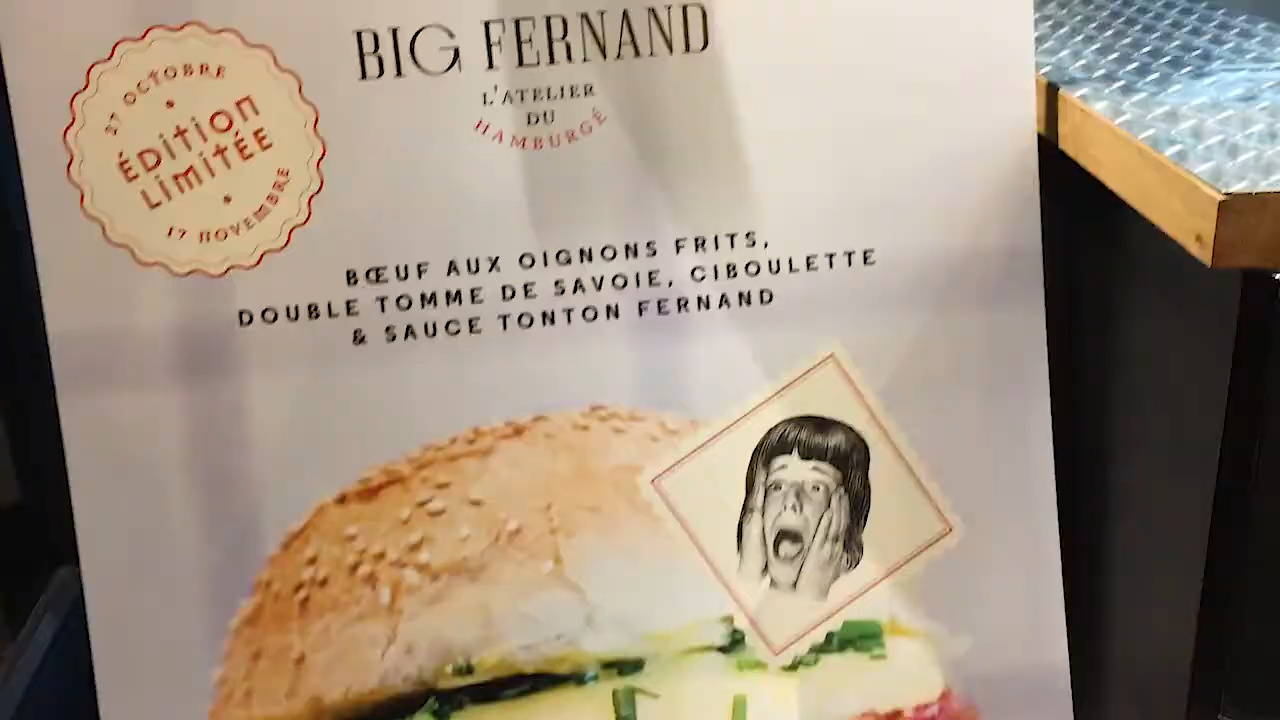 27 OCTOBRE
ÉDITION
LIMITÉE
17 NOVEMBRE
BIG FERNAND
L'ATELIER
DU
HAMBURGÉ
BŒUF AUX OIGNONS FRITS,
DOUBLE TOMME DE SAVOIE, CIBOULETTE
& SAUCE TONTON FERNAND